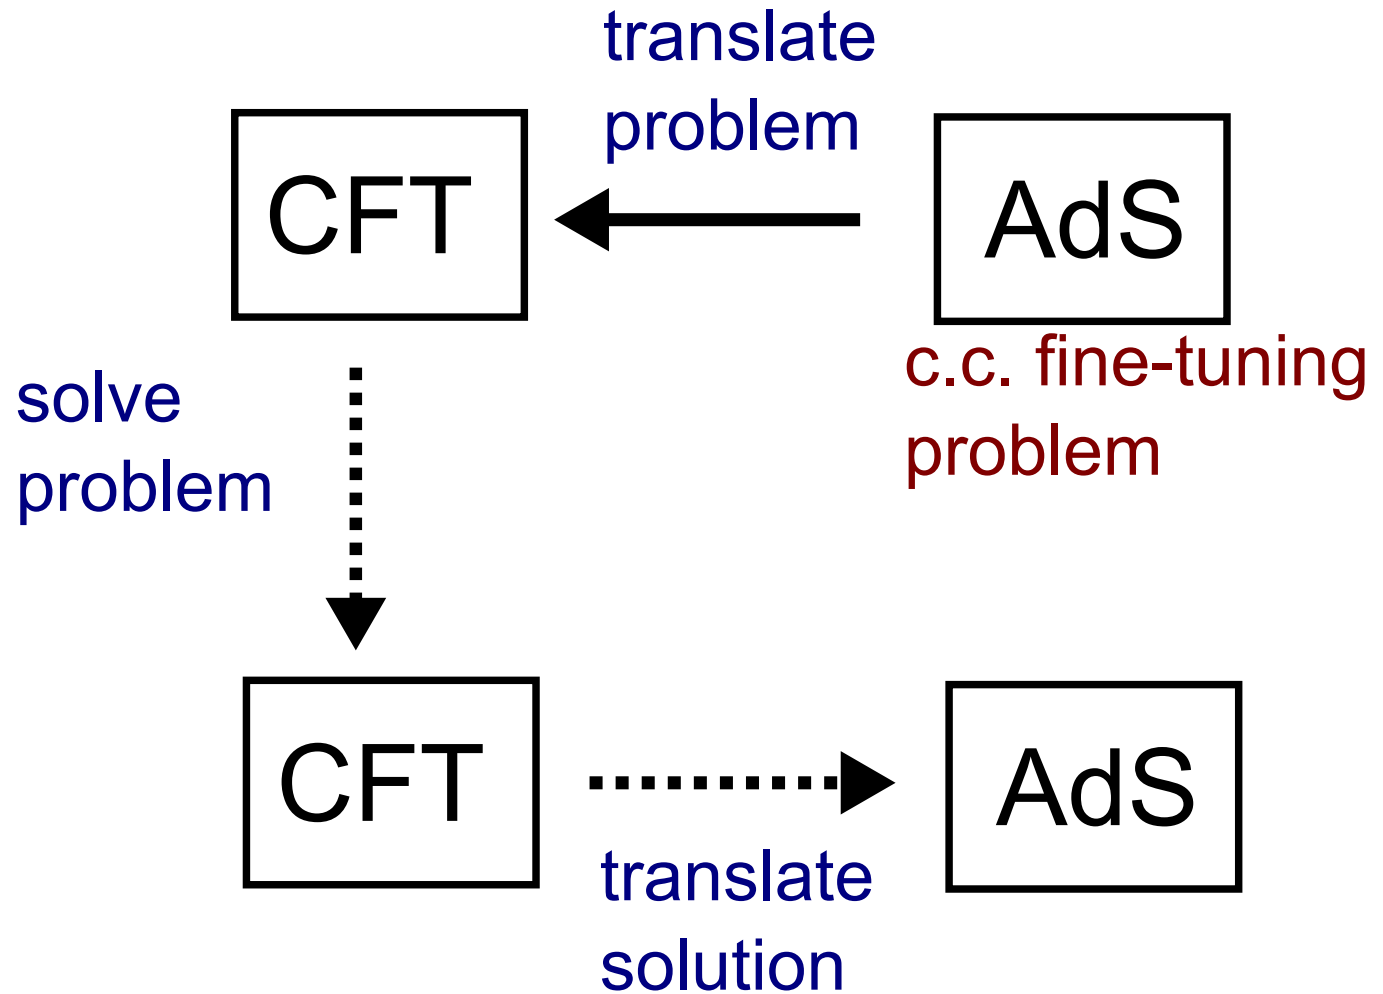 translate
problem
CFT
AdS
c.c. fine-tuning
problem
solve
problem
CFT
AdS
translate
solution